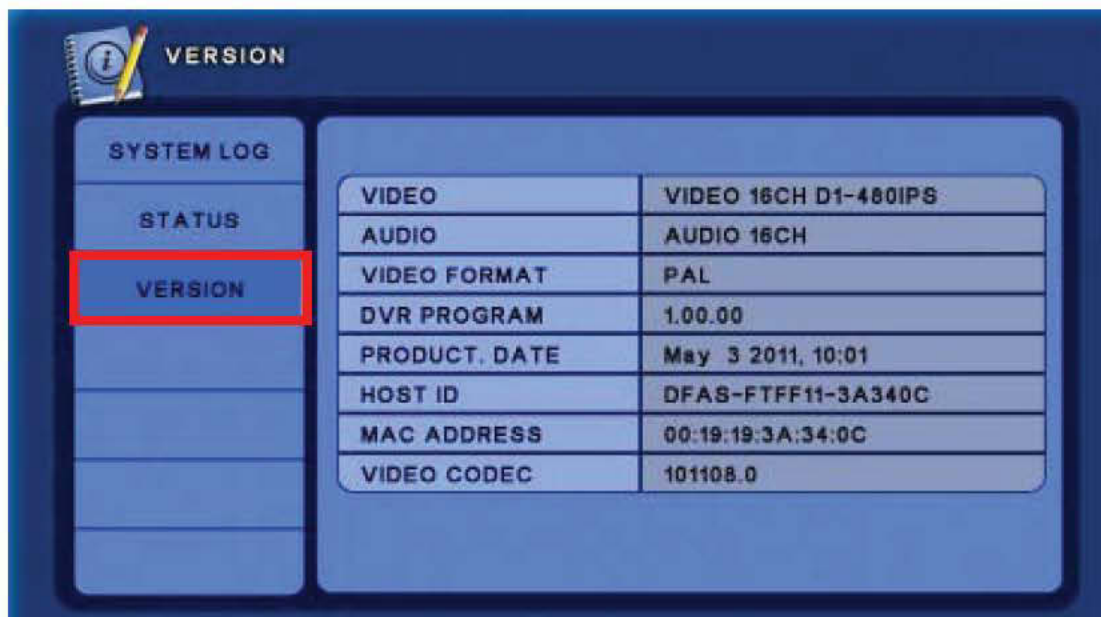 VERSION
SYSTEM LOG
STATUS
VERSION
VIDEO VIDEO 16CH D1-480IPS
AUDIO AUDIO 16CH
VIDEO FORMAT PAL
DVR PROGRAM 1.00.00
PRODUCT. DATE May 3 2011, 10:01
HOST ID DFAS-FTFF11-3A340C
MAC ADDRESS 00:19:19:3A:34:0C
VIDEO CODEC 101108.0